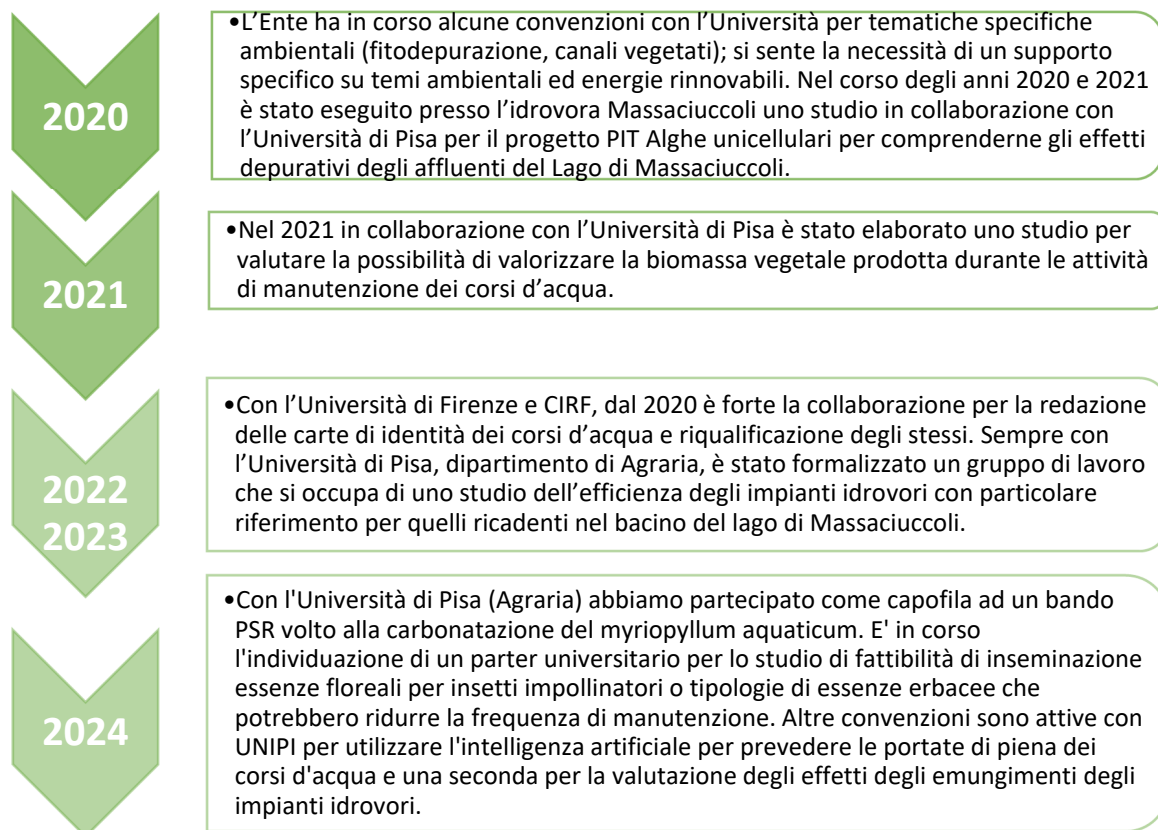 2020
•L’Ente ha in corso alcune convenzioni con l’Università per tematiche specifiche
ambientali (fitodepurazione, canali vegetati); si sente la necessità di un supporto
specifico su temi ambientali ed energie rinnovabili. Nel corso degli anni 2020 e 2021
è stato eseguito presso l’idrovora Massaciuccoli uno studio in collaborazione con
l’Università di Pisa per il progetto PIT Alghe unicellulari per comprenderne gli effetti
depurativi degli affluenti del Lago di Massaciuccoli.
2021
•Nel 2021 in collaborazione con l’Università di Pisa è stato elaborato uno studio per
valutare la possibilità di valorizzare la biomassa vegetale prodotta durante le attività
di manutenzione dei corsi d’acqua.
2022
2023
•Con l’Università di Firenze e CIRF, dal 2020 è forte la collaborazione per la redazione
delle carte di identità dei corsi d’acqua e riqualificazione degli stessi. Sempre con
l’Università di Pisa, dipartimento di Agraria, è stato formalizzato un gruppo di lavoro
che si occupa di uno studio dell’efficienza degli impianti idrovori con particolare
riferimento per quelli ricadenti nel bacino del lago di Massaciuccoli.
2024
•Con l'Università di Pisa (Agraria) abbiamo partecipato come capofila ad un bando
PSR volto alla carbonatazione del myriopyllum aquaticum. E' in corso
l'individuazione di un parter universitario per lo studio di fattibilità di inseminazione
essenze floreali per insetti impollinatori o tipologie di essenze erbacee che
potrebbero ridurre la frequenza di manutenzione. Altre convenzioni sono attive con
UNIPI per utilizzare l'intelligenza artificiale per prevedere le portate di piena dei
corsi d'acqua e una seconda per la valutazione degli effetti degli emungimenti degli
impianti idrovori.